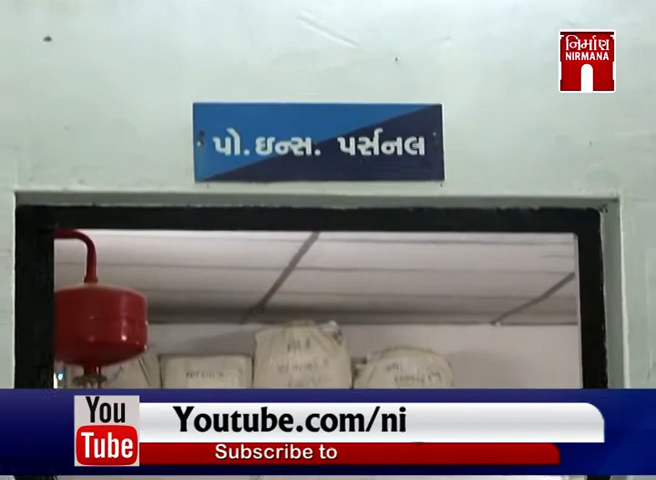 નિર્માણ
NIRMANA
પો. ઇન્સ. પર્સનલ
You
Tube
Youtube.com/ni
Subscribe to